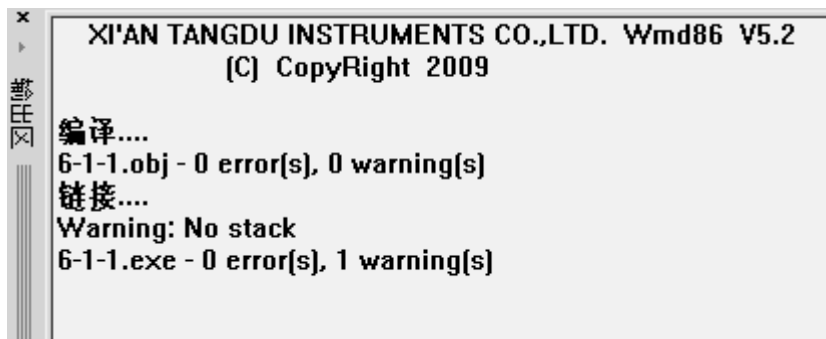 XI'AN TANGDU INSTRUMENTS CO.,LTD. Wmd86 V5.2
(C) CopyRight 2009
编译....
6-1-1.obj - 0 error(s), 0 warning(s)
链接....
Warning: No stack
6-1-1.exe - 0 error(s), 1 warning(s)